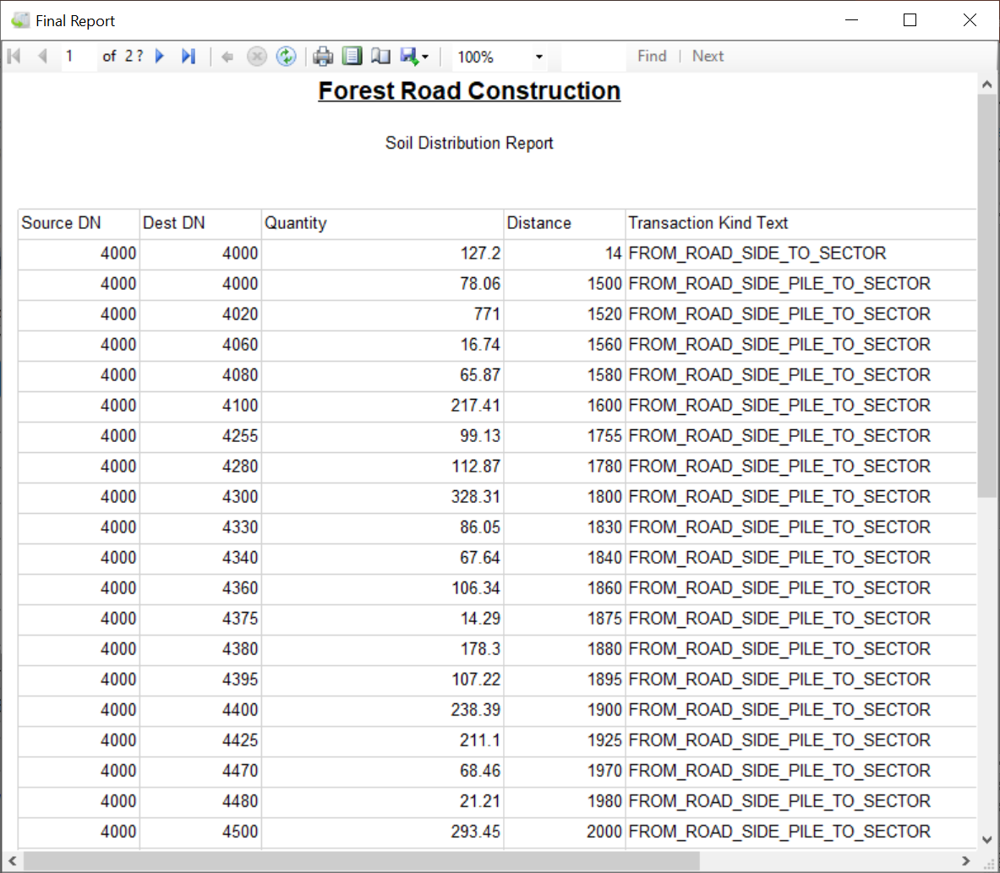 Final Report
1 of 2 ? 100% Find | Next
Forest Road Construction
Soil Distribution Report
Source DN Dest DN Quantity Distance Transaction Kind Text
4000 4000 127.2 14 FROM_ROAD_SIDE_TO_SECTOR
4000 4000 78.06 1500 FROM_ROAD_SIDE_PILE_TO_SECTOR
4000 4020 771 1520 FROM_ROAD_SIDE_PILE_TO_SECTOR
4000 4060 16.74 1560 FROM_ROAD_SIDE_PILE_TO_SECTOR
4000 4080 65.87 1580 FROM_ROAD_SIDE_PILE_TO_SECTOR
4000 4100 217.41 1600 FROM_ROAD_SIDE_PILE_TO_SECTOR
4000 4255 99.13 1755 FROM_ROAD_SIDE_PILE_TO_SECTOR
4000 4280 112.87 1780 FROM_ROAD_SIDE_PILE_TO_SECTOR
4000 4300 328.31 1800 FROM_ROAD_SIDE_PILE_TO_SECTOR
4000 4330 86.05 1830 FROM_ROAD_SIDE_PILE_TO_SECTOR
4000 4340 67.64 1840 FROM_ROAD_SIDE_PILE_TO_SECTOR
4000 4360 106.34 1860 FROM_ROAD_SIDE_PILE_TO_SECTOR
4000 4375 14.29 1875 FROM_ROAD_SIDE_PILE_TO_SECTOR
4000 4380 178.3 1880 FROM_ROAD_SIDE_PILE_TO_SECTOR
4000 4395 107.22 1895 FROM_ROAD_SIDE_PILE_TO_SECTOR
4000 4400 238.39 1900 FROM_ROAD_SIDE_PILE_TO_SECTOR
4000 4425 211.1 1925 FROM_ROAD_SIDE_PILE_TO_SECTOR
4000 4470 68.46 1970 FROM_ROAD_SIDE_PILE_TO_SECTOR
4000 4480 21.21 1980 FROM_ROAD_SIDE_PILE_TO_SECTOR
4000 4500 293.45 2000 FROM_ROAD_SIDE_PILE_TO_SECTOR